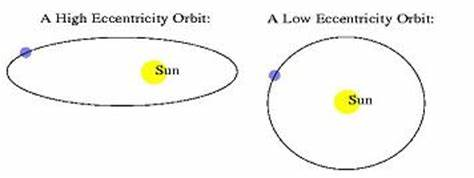 A High Eccentricity Orbit:
A Low Eccentricity Orbit:
Sun
Sun